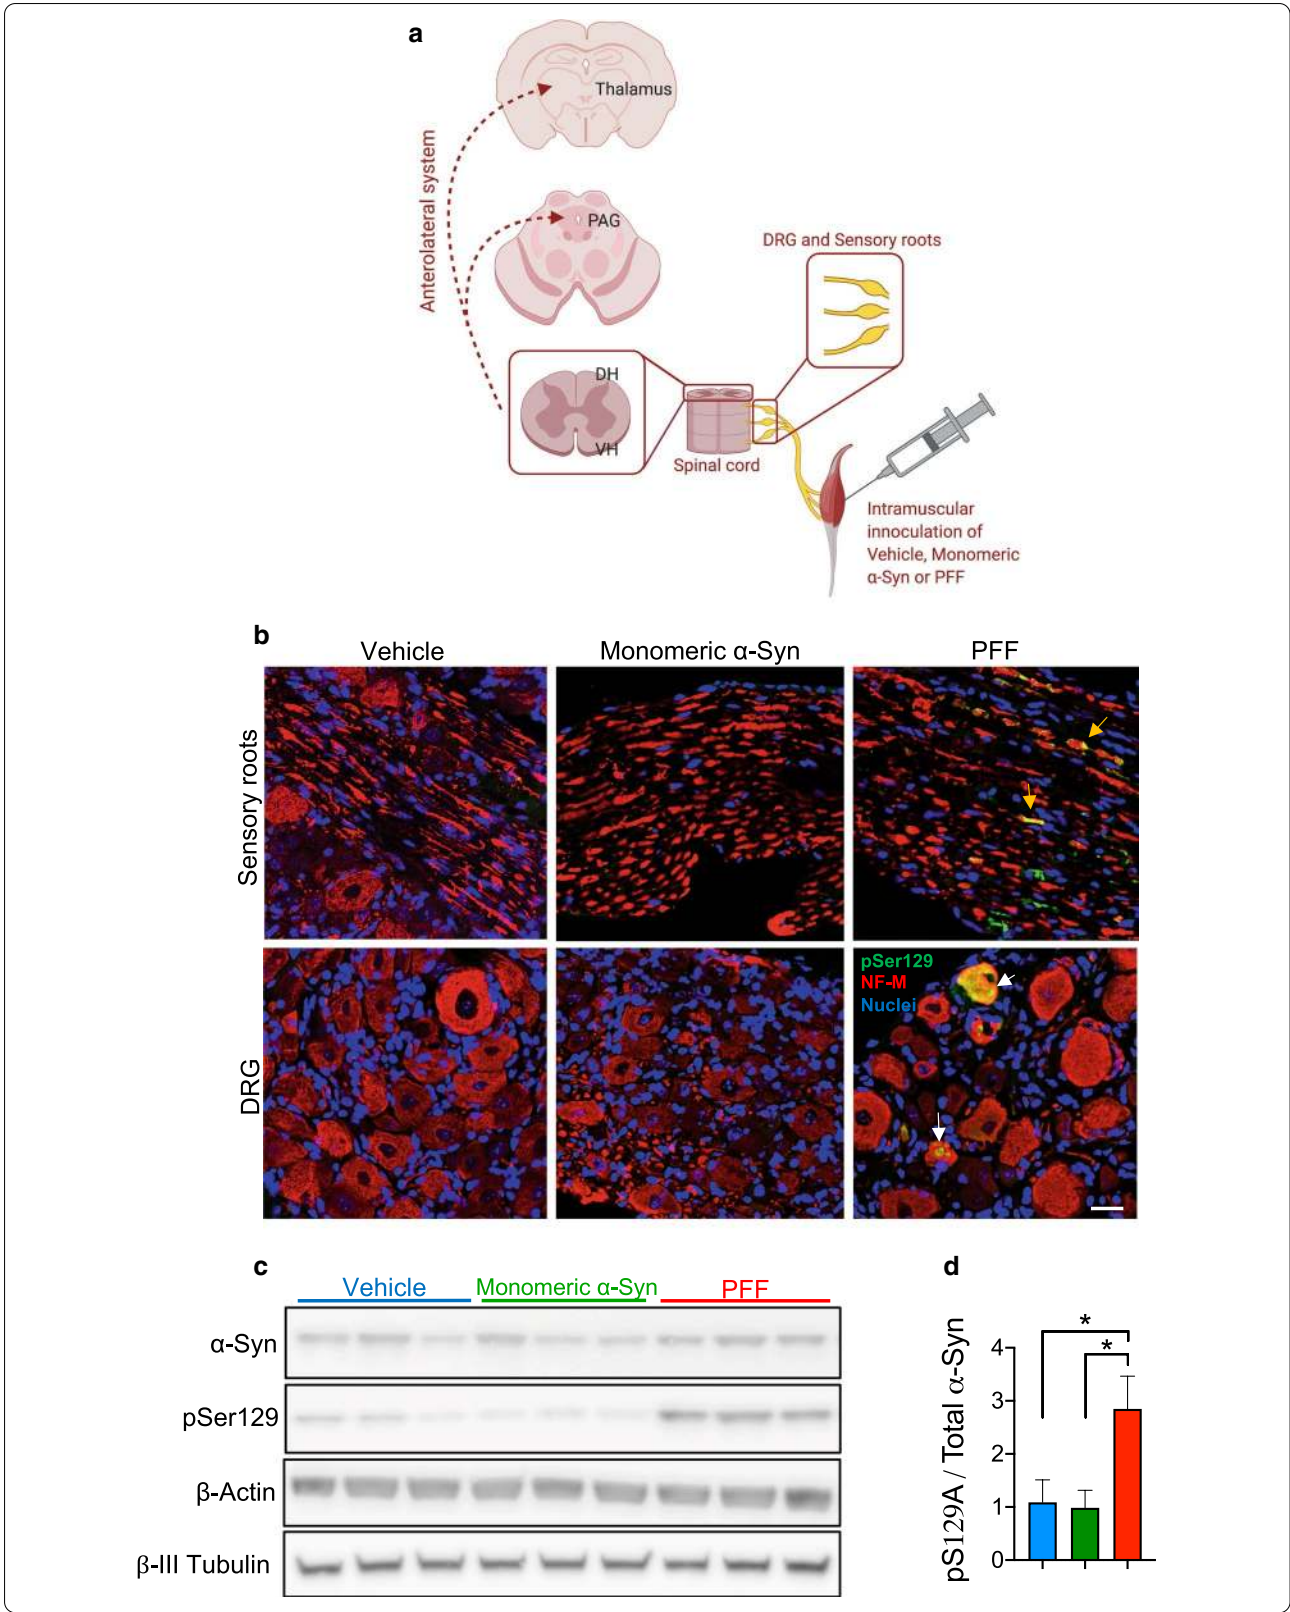 a
Thalamus
Anterolateral system
PAG
DRG and Sensory roots
DH
VH
Spinal cord
Intramuscular
innoculation of
Vehicle, Monomeric
α-Syn or PFF
b
Vehicle
Monomeric α-Syn
PFF
Sensory roots
DRG
pSer129
NF-M
Nuclei
c
Vehicle
Monomeric α-Syn
PFF
α-Syn
pSer129
β-Actin
β-III Tubulin
d
pS129A / Total α-Syn
*
*
4
3
2
1
0